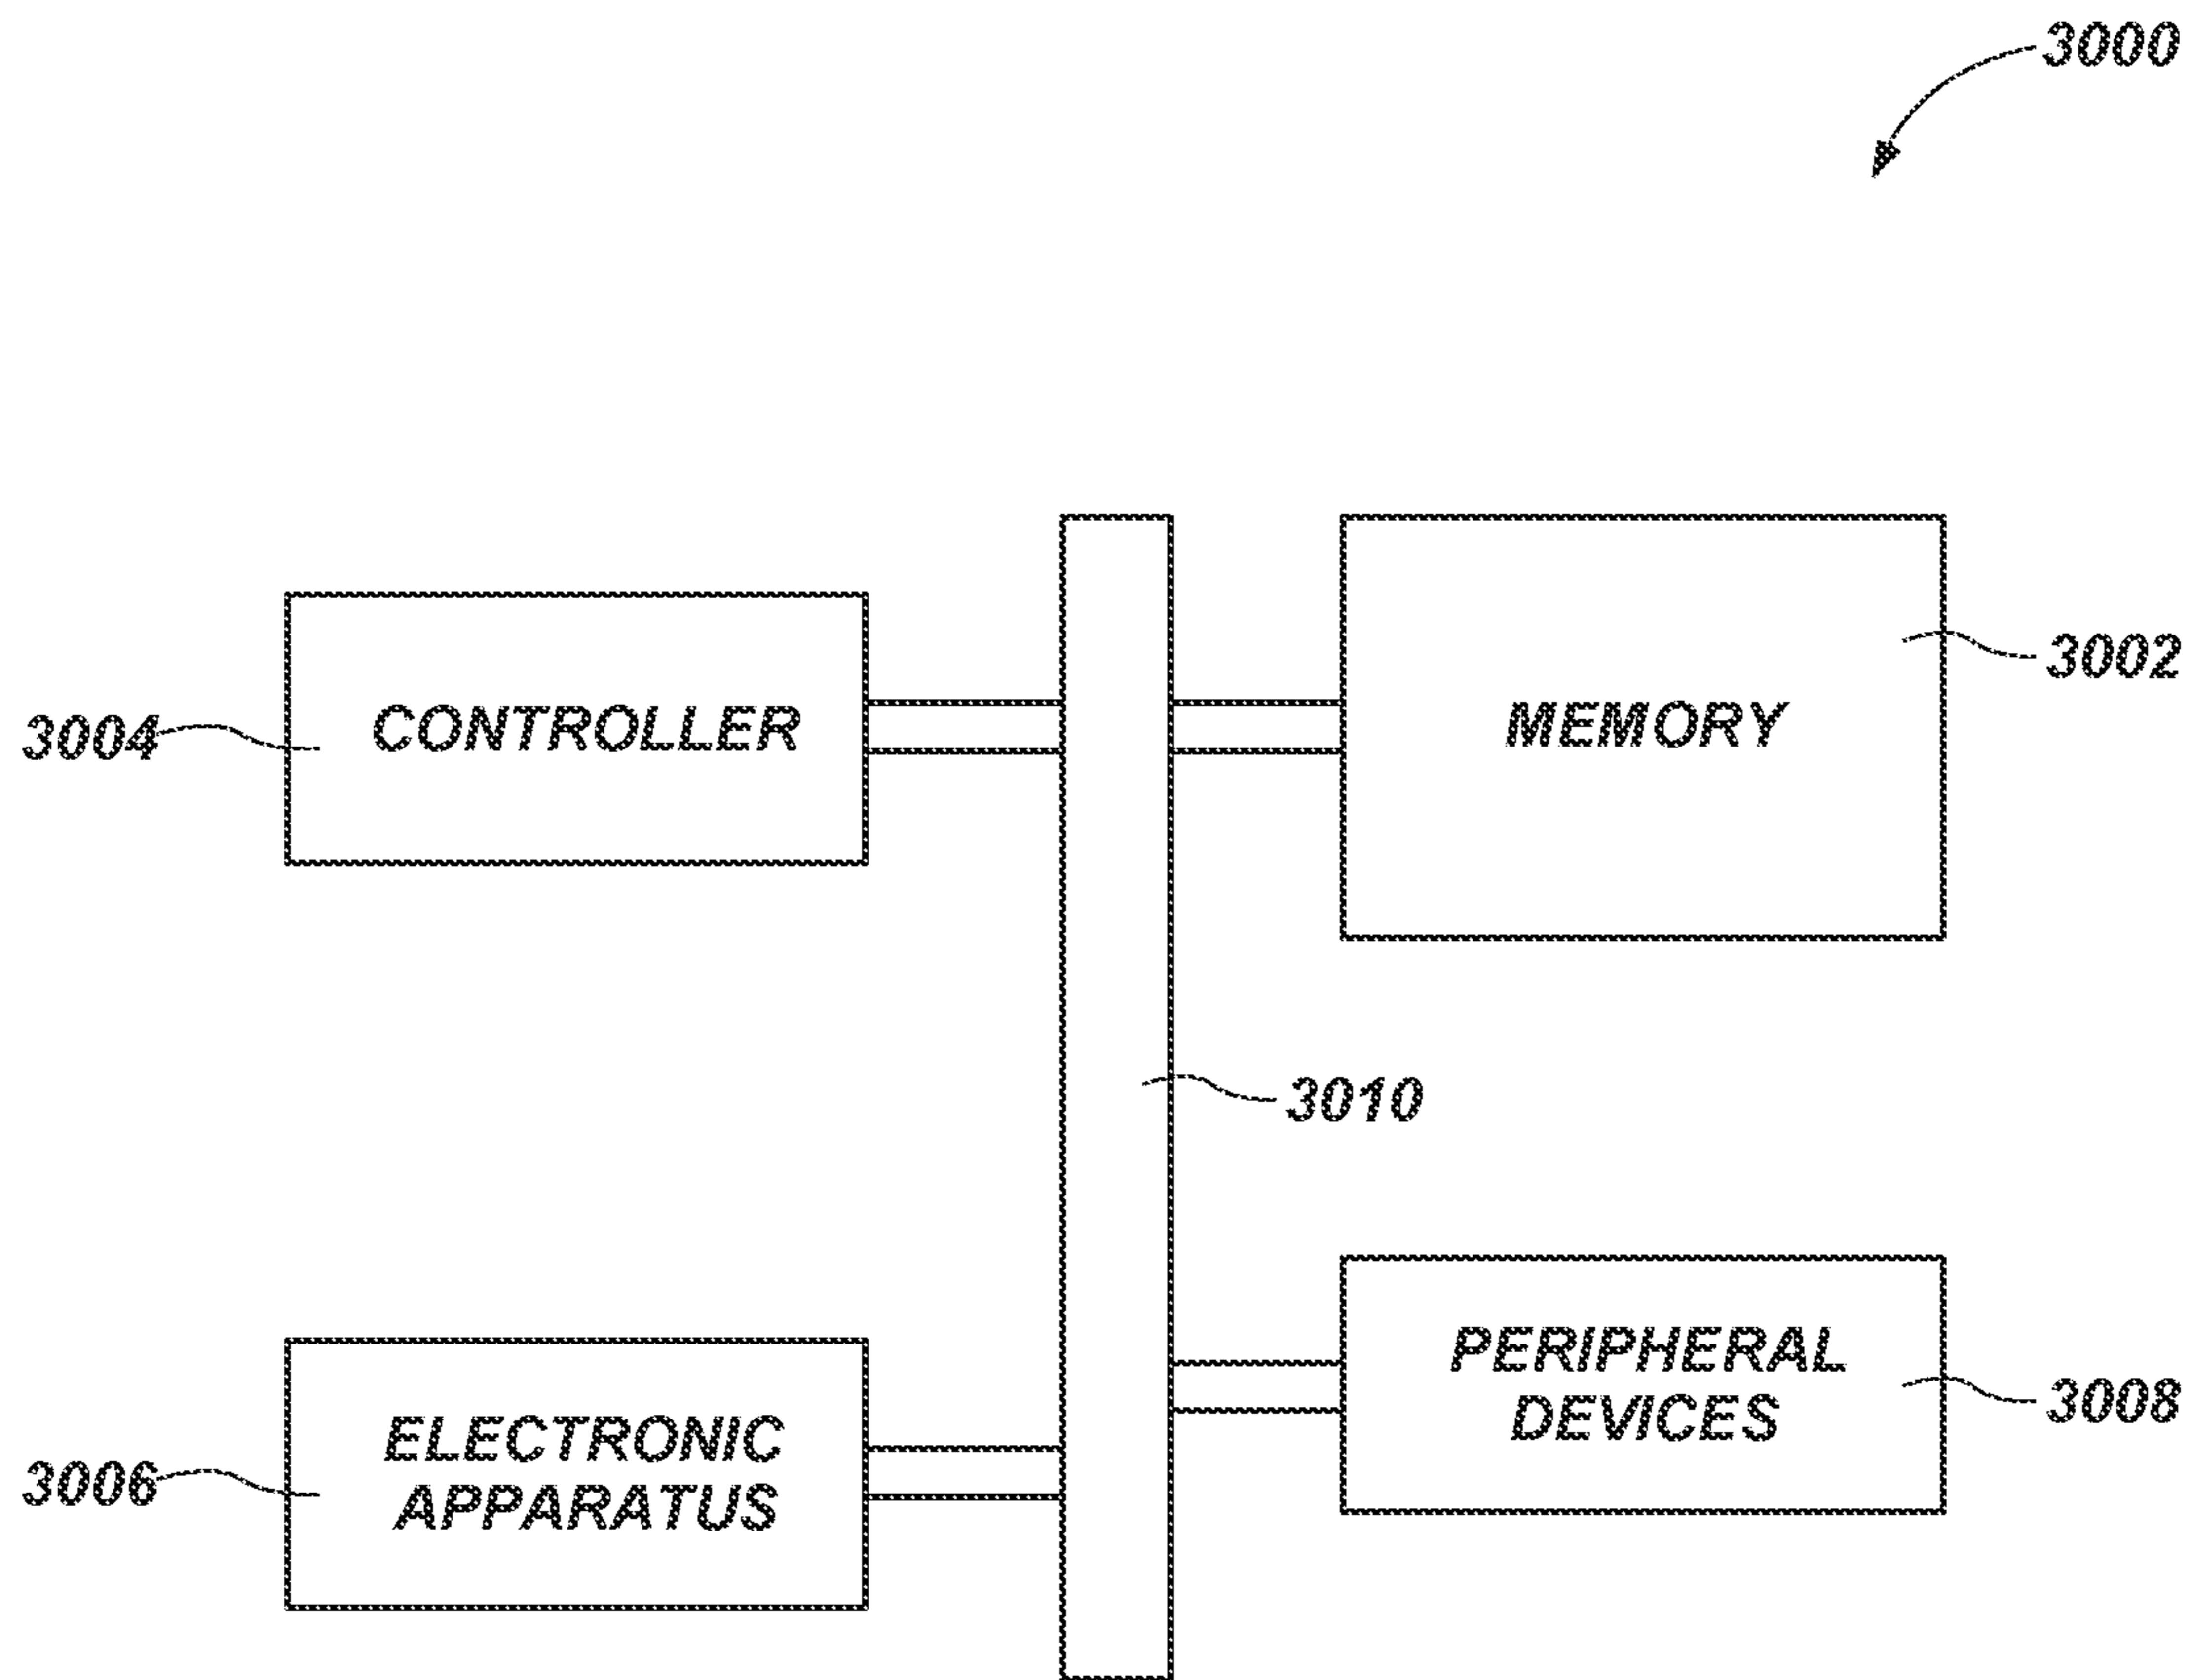 3000
3002
MEMORY
CONTROLLER
3004
3010
PERIPHERAL
DEVICES
3008
ELECTRONIC
APPARATUS
3006